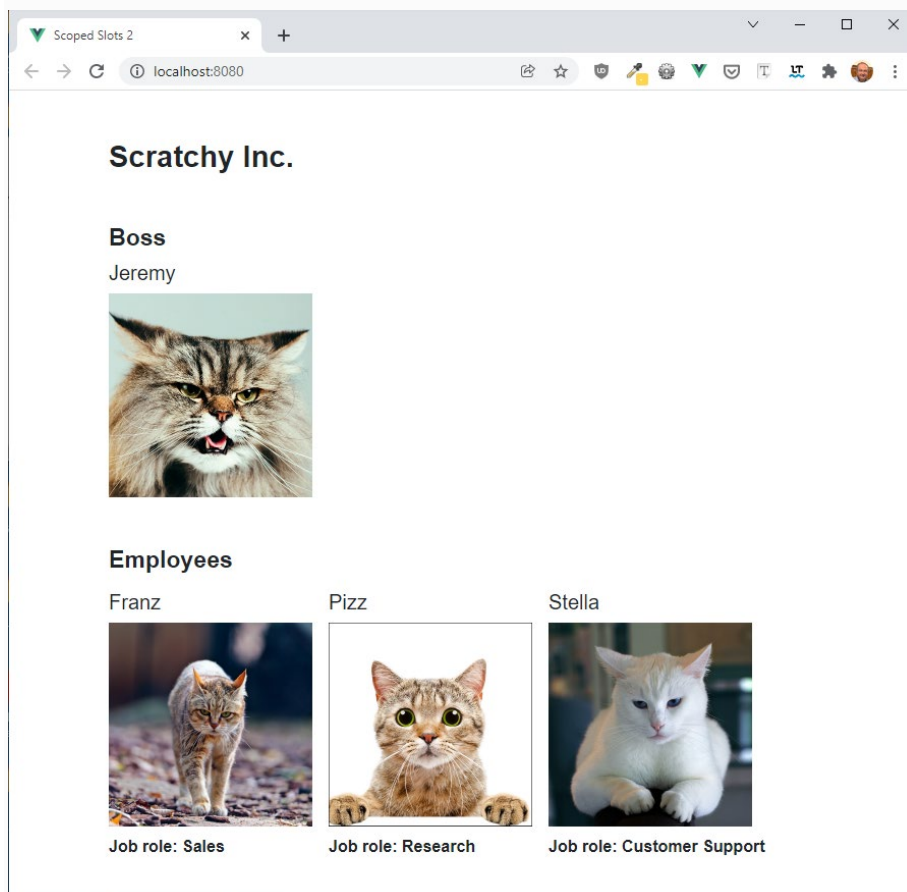 Scoped Slots 2
localhost:8080
Scratchy Inc.
Boss
Jeremy
Employees
Franz Pizz Stella
Job role: Sales Job role: Research Job role: Customer Support